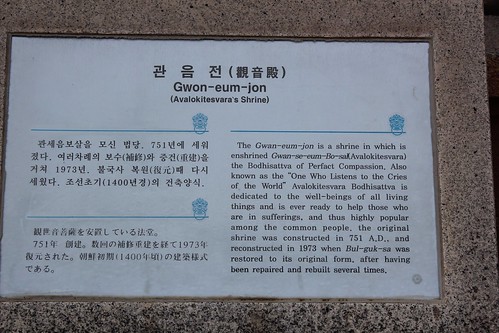 관 음 전 (觀音殿)
Gwon-eum-jon
(Avalokitesvara's Shrine)
관세음보살을 모신 법당. 751년에 세워
졌다. 여러차례의 보수(補修)와 중건(重建)을
거쳐 1973년, 불국사 복원(復元)때 다시
세웠다. 조선초기(1400년경)의 건축양식.
観世音菩薩を安置している法堂。
751年 創建。数回の補修重建を経て1973年
復元された。朝鮮初期(1400年頃)の建築様式
である。
The Gwan-eum-jon is a shrine in which is
enshrined Gwan-se-eum-Bo-sal(Avalokitesvara)
the Bodhisattva of Perfact Compassion. Also
known as the "One Who Listens to the Cries
of the World" Avalokitesvara Bodhisattva is
dedicated to the well-beings of all living
things and is ever ready to help those who
are in sufferings, and thus highly popular
among the common people, the original
shrine was constructed in 751 A.D., and
reconstructed in 1973 when Bul-guk-sa was
restored to its original form, after having
been repaired and rebuilt several times.